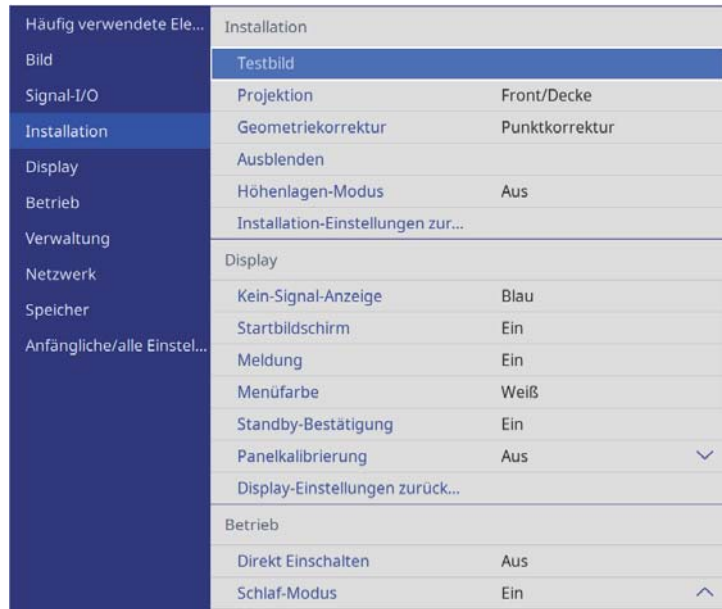 Häufig verwendete Ele...
Bild
Signal-I/O
Installation
Display
Betrieb
Verwaltung
Netzwerk
Speicher
Anfängliche/alle Einstel...
Installation
Testbild
Projektion Front/Decke
Geometriekorrektur Punktkorrektur
Ausblenden
Höhenlagen-Modus Aus
Installation-Einstellungen zur...
Display
Kein-Signal-Anzeige Blau
Startbildschirm Ein
Meldung Ein
Menüfarbe Weiß
Standby-Bestätigung Ein
Panelkalibrierung Aus
Display-Einstellungen zurück...
Betrieb
Direkt Einschalten Aus
Schlaf-Modus Ein